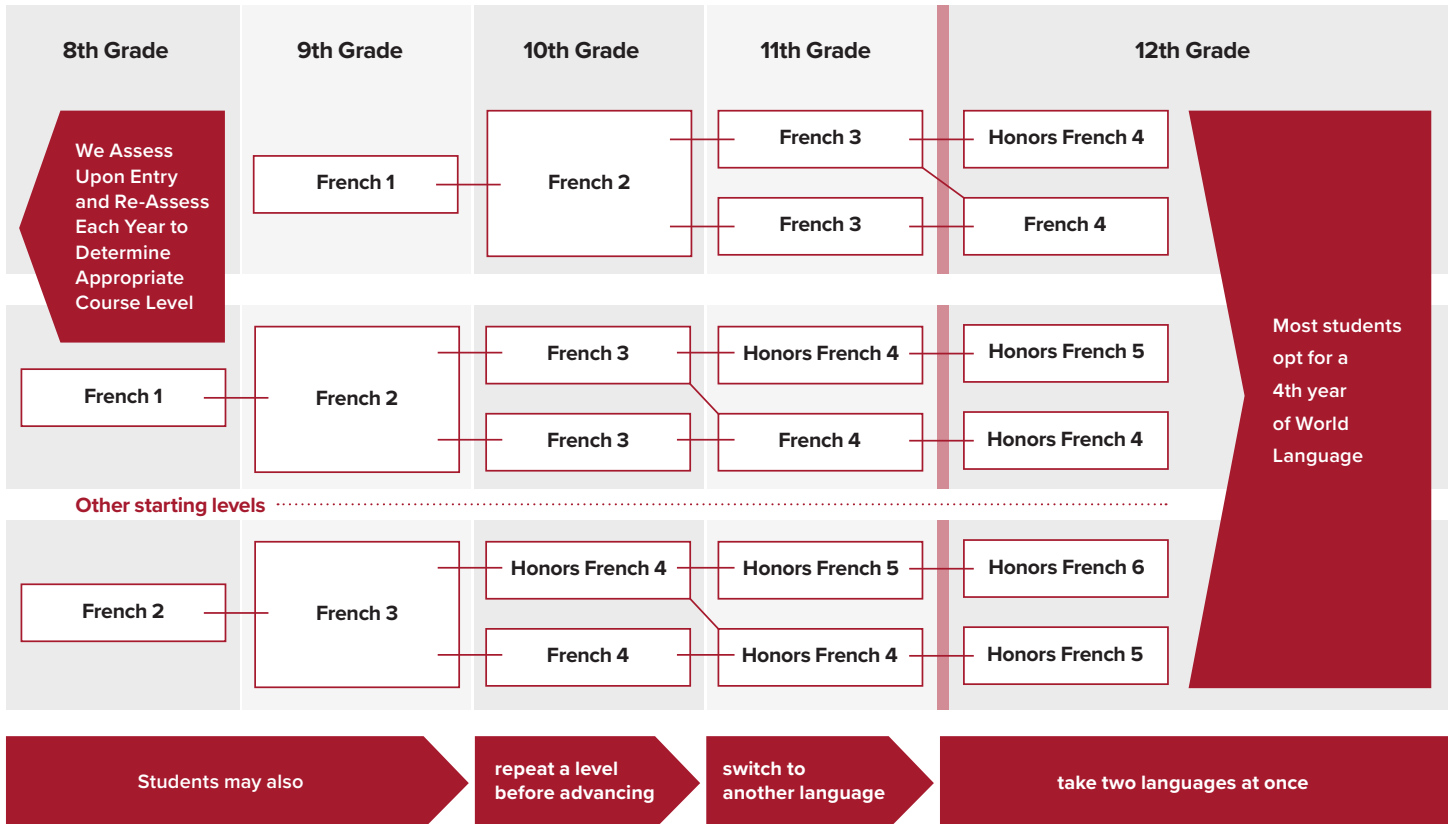 8th Grade
9th Grade
10th Grade
11th Grade
12th Grade
We Assess
Upon Entry
and Re-Assess
Each Year to
Determine
Appropriate
Course Level
French 1
French 2
French 3
French 3
Honors French 4
French 4
French 1
French 2
French 3
French 3
Honors French 4
French 4
Honors French 5
Honors French 4
Most students
opt for a
4th year
of World
Language
Other starting levels
French 2
French 3
Honors French 4
French 4
Honors French 5
Honors French 4
Honors French 6
Honors French 5
Students may also
repeat a level
before advancing
switch to
another language
take two languages at once